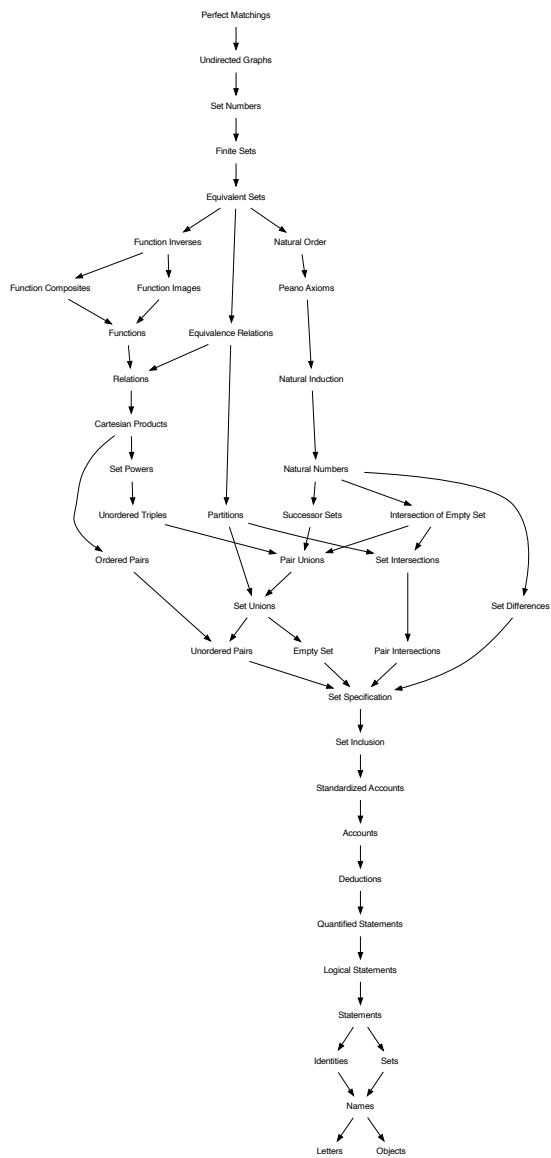 Perfect Matchings
Undirected Graphs
Set Numbers
Finite Sets
Equivalent Sets
Function Inverses
Natural Order
Function Composites
Function Images
Peano Axioms
Functions
Equivalence Relations
Relations
Natural Induction
Cartesian Products
Set Powers
Natural Numbers
Unordered Triples
Partitions
Successor Sets
Intersection of Empty Set
Ordered Pairs
Pair Unions
Set Intersections
Set Unions
Set Differences
Unordered Pairs
Empty Set
Pair Intersections
Set Specification
Set Inclusion
Standardized Accounts
Accounts
Deductions
Quantified Statements
Logical Statements
Statements
Identities
Sets
Names
Letters
Objects